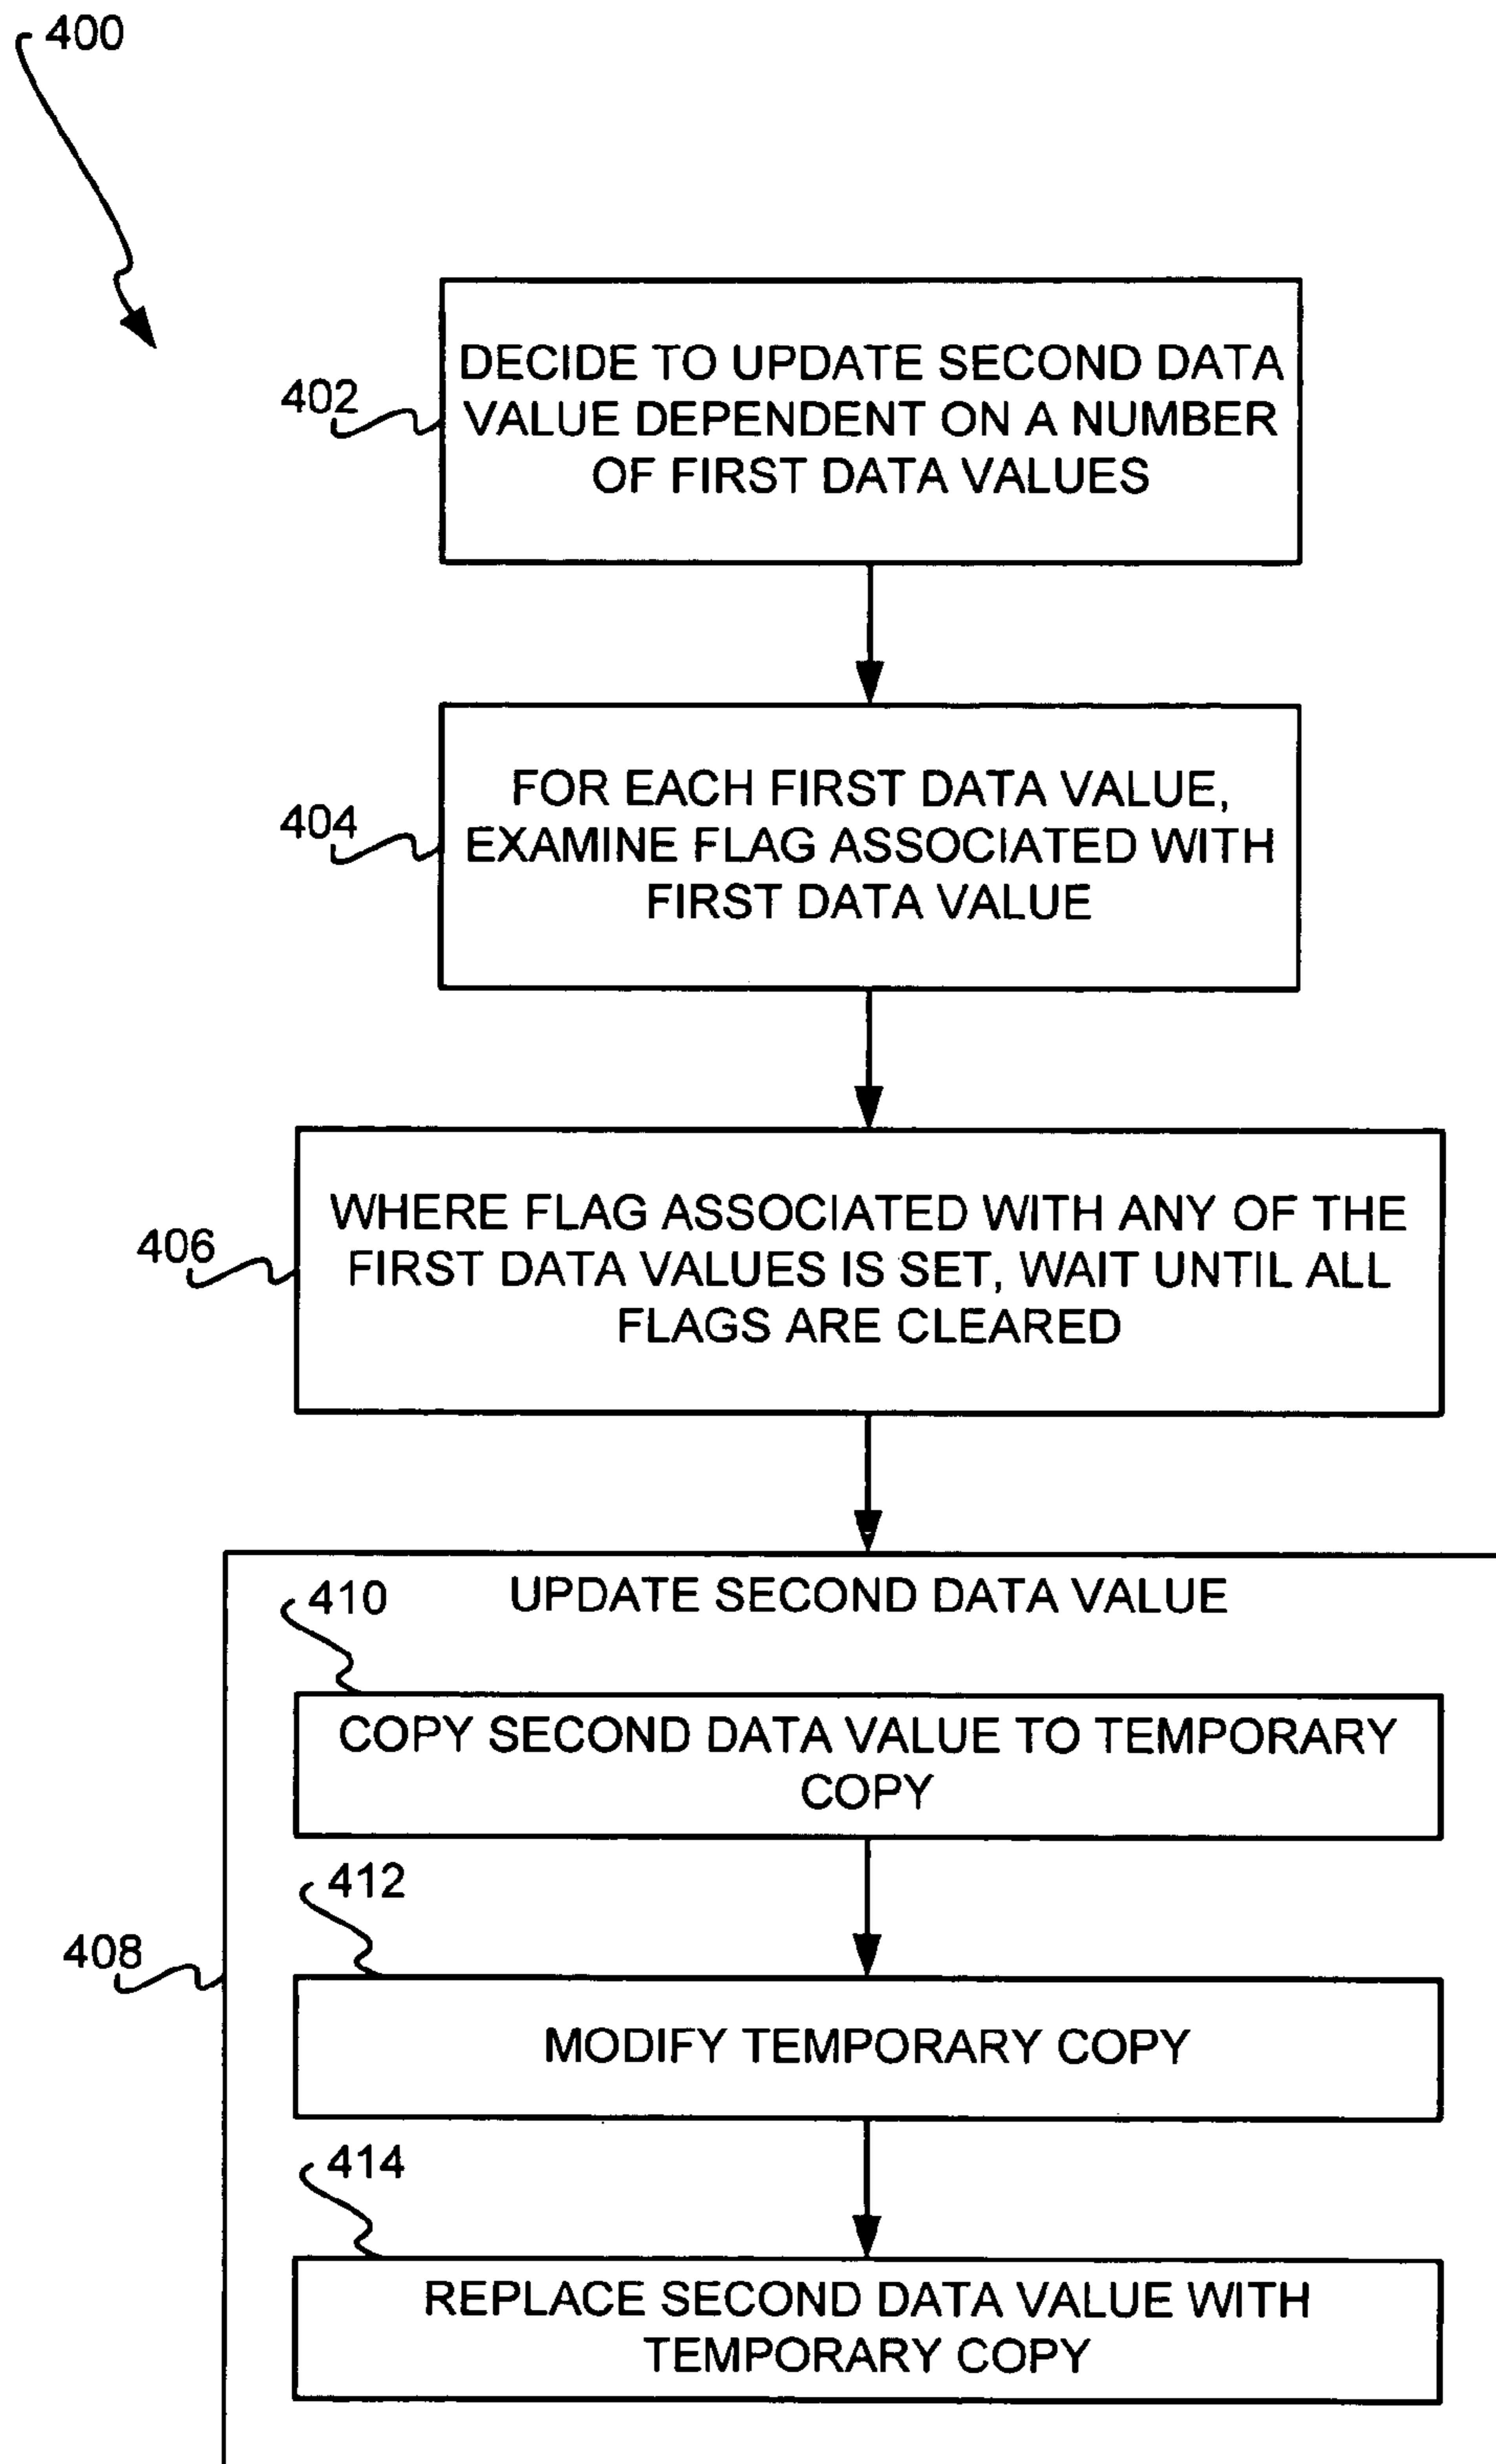 400
402
DECIDE TO UPDATE SECOND DATA
VALUE DEPENDENT ON A NUMBER
OF FIRST DATA VALUES
404
FOR EACH FIRST DATA VALUE,
EXAMINE FLAG ASSOCIATED WITH
FIRST DATA VALUE
406
WHERE FLAG ASSOCIATED WITH ANY OF THE
FIRST DATA VALUES IS SET, WAIT UNTIL ALL
FLAGS ARE CLEARED
408
UPDATE SECOND DATA VALUE
410
COPY SECOND DATA VALUE TO TEMPORARY
COPY
412
MODIFY TEMPORARY COPY
414
REPLACE SECOND DATA VALUE WITH
TEMPORARY COPY